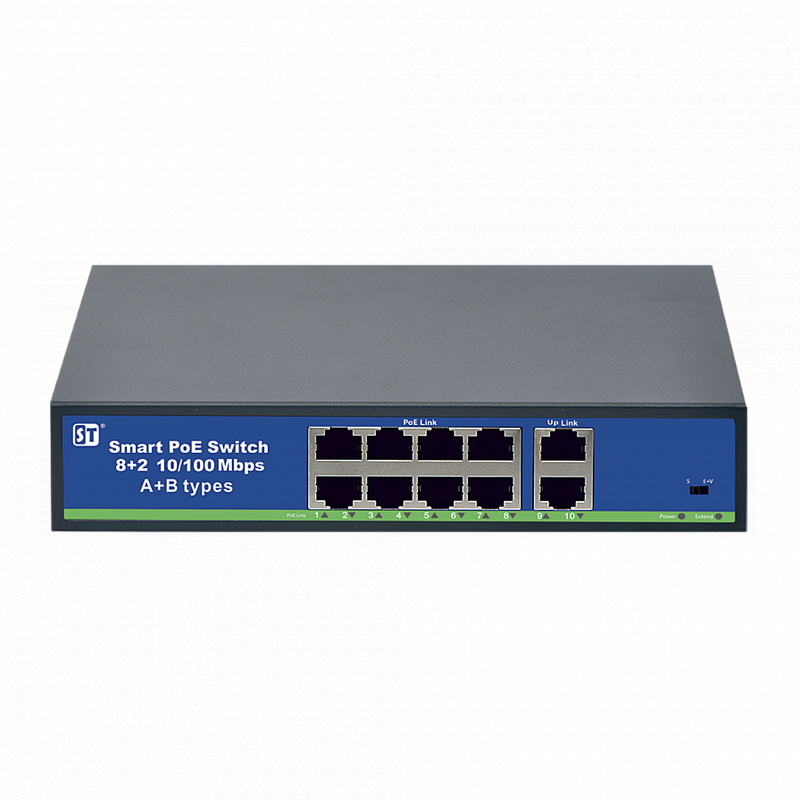 ST®
Smart PoE Switch
8+2 10/100 Mbps
A+B types
PoE Link
Up Link
S E+V
PoE Link 1▲ 2▼ 3▲ 4▼ 5▲ 6▼ 7▲ 8▼ 9▲ 10▼
Power Extend